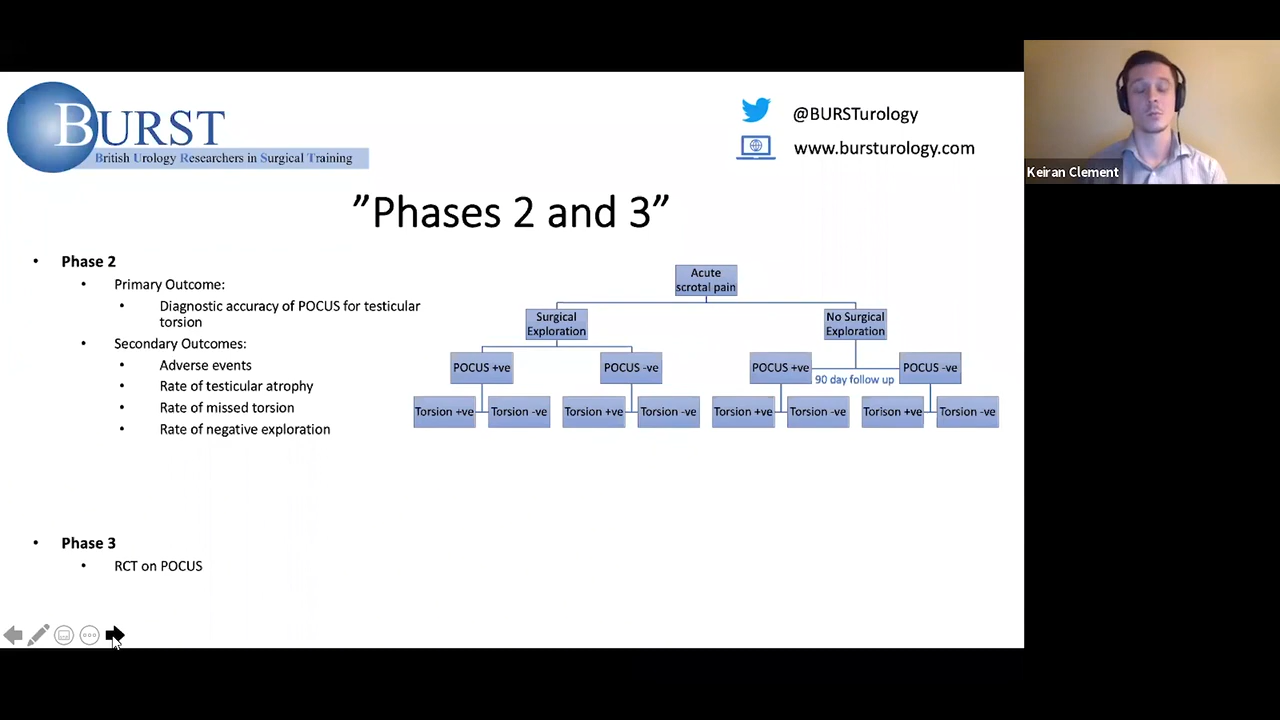 BURST
British Urology Researchers in Surgical Training
@BURSTurology
www.bursturology.com
Keiran Clement
”Phases 2 and 3”
• Phase 2
• Primary Outcome:
• Diagnostic accuracy of POCUS for testicular
torsion
• Secondary Outcomes:
• Adverse events
• Rate of testicular atrophy
• Rate of missed torsion
• Rate of negative exploration
• Phase 3
• RCT on POCUS
Acute
scrotal pain
Surgical
Exploration
No Surgical
Exploration
POCUS +ve
POCUS -ve
POCUS +ve
90 day follow up
POCUS -ve
Torsion +ve
Torsion -ve
Torsion +ve
Torsion -ve
Torsion +ve
Torsion -ve
Torison +ve
Torsion -ve